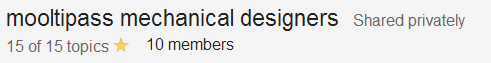 mooltipass mechanical designers Shared privately
15 of 15 topics 10 members